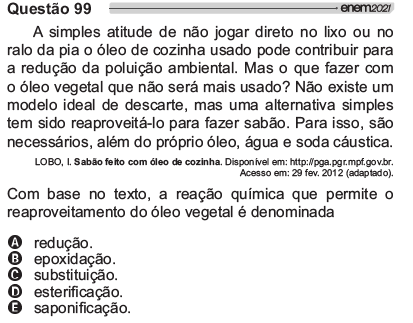 Questão 99 enem2021
A simples atitude de não jogar direto no lixo ou no
ralo da pia o óleo de cozinha usado pode contribuir para
a redução da poluição ambiental. Mas o que fazer com
o óleo vegetal que não será mais usado? Não existe um
modelo ideal de descarte, mas uma alternativa simples
tem sido reaproveitá-lo para fazer sabão. Para isso, são
necessários, além do próprio óleo, água e soda cáustica.
LOBO, I. Sabão feito com óleo de cozinha. Disponível em: http://pga.pgr.mpf.gov.br.
Acesso em: 29 fev. 2012 (adaptado).
Com base no texto, a reação química que permite o
reaproveitamento do óleo vegetal é denominada
A redução.
B epoxidação.
C substituição.
D esterificação.
E saponificação.